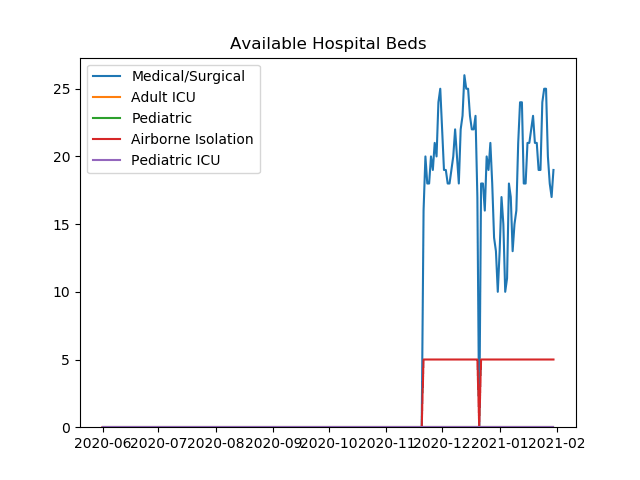 Available Hospital Beds
Medical/Surgical
Adult ICU
Pediatric
Airborne Isolation
Pediatric ICU
25
20
15
10
5
0
2020-06 2020-07 2020-08 2020-09 2020-10 2020-11 2020-12 2021-01 2021-02